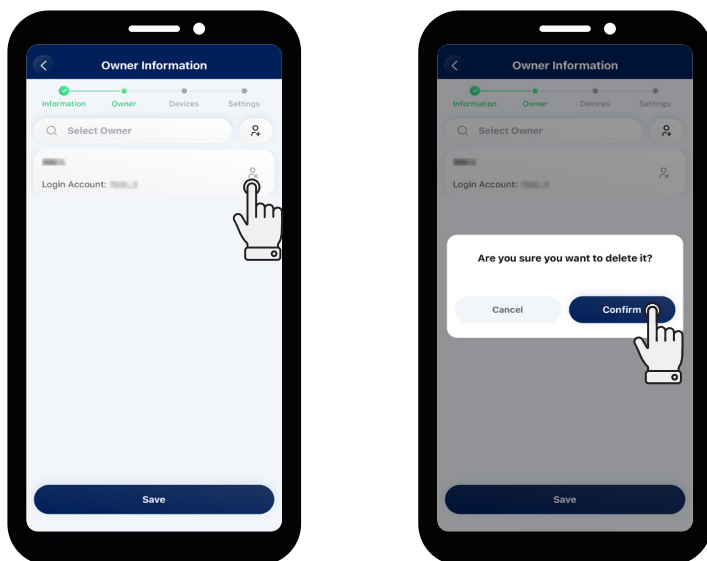 Owner Information
Information Owner Devices Settings
Select Owner
Login Account:
Save
Owner Information
Information Owner Devices Settings
Select Owner
Login Account:
Are you sure you want to delete it?
Cancel Confirm
Save